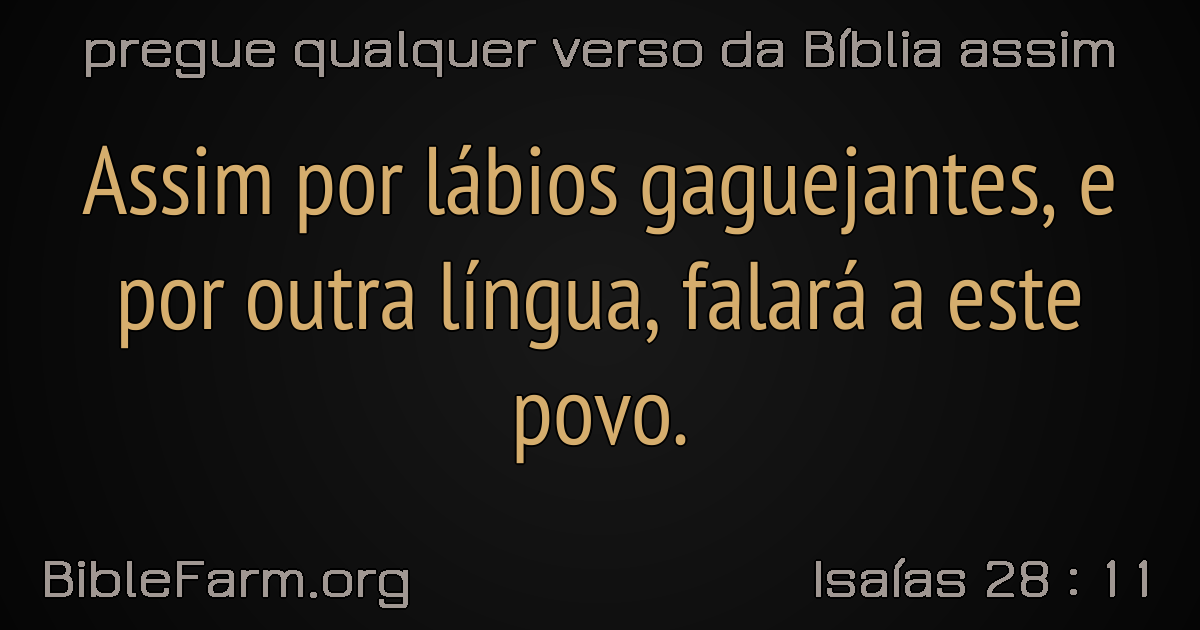 pregue qualquer verso da Bíblia assim
Assim por lábios gaguejantes, e
por outra língua, falará a este
povo.
BibleFarm.org
Isaías 28 : 11